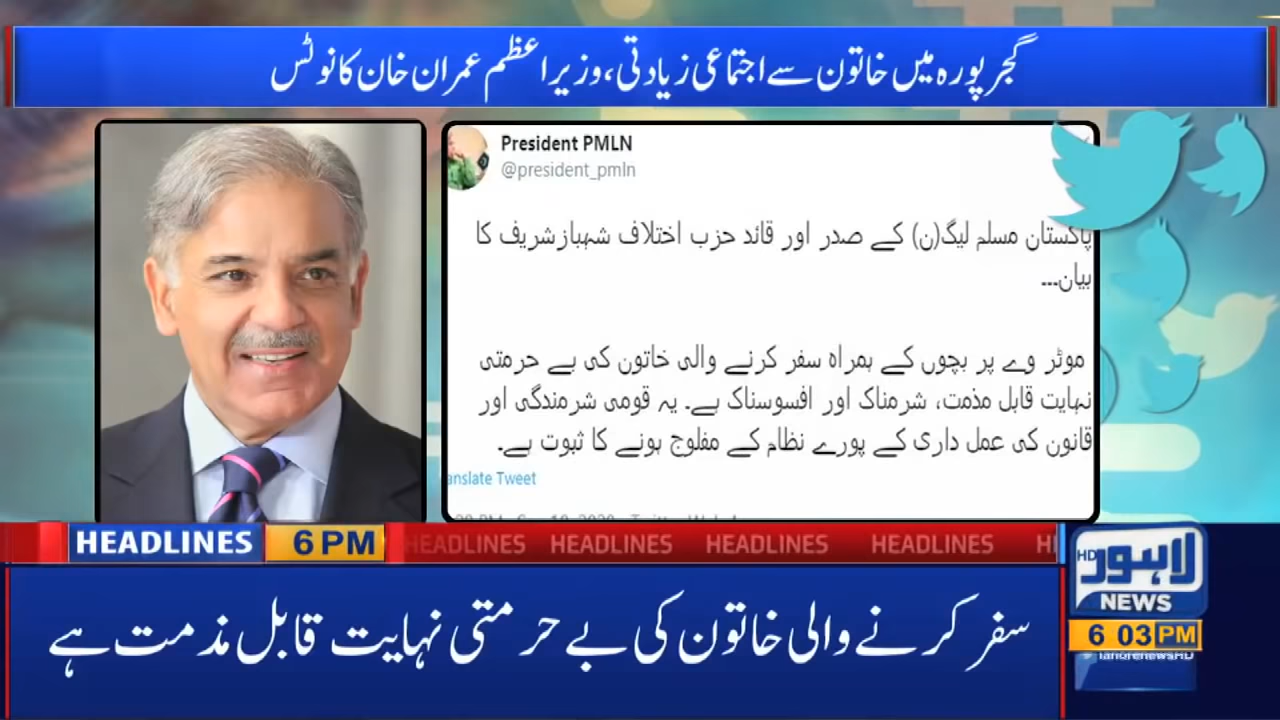 گجرپورہ میں خاتون سے اجتماعی زیادتی، وزیراعظم عمران خان کا نوٹس
President PMLN
@president_pmln
پاکستان مسلم لیگ(ن) کے صدر اور قائد حزب اختلاف شہبازشریف کا
بیان...
موٹر وے پر بچوں کے ہمراہ سفر کرنے والی خاتون کی بے حرمتی
نہایت قابل مذمت، شرمناک اور افسوسناک ہے۔ یہ قومی شرمندگی اور
قانون کی عمل داری کے پورے نظام کے مفلوج ہونے کا ثبوت ہے۔
anslate Tweet
HEADLINES 6 PM HEADLINES HEADLINES HEADLINES HEADLINES
سفر کرنے والی خاتون کی بے حرمتی نہایت قابل مذمت ہے
HD لاہور
NEWS
6 03 PM
lahorenewsHD